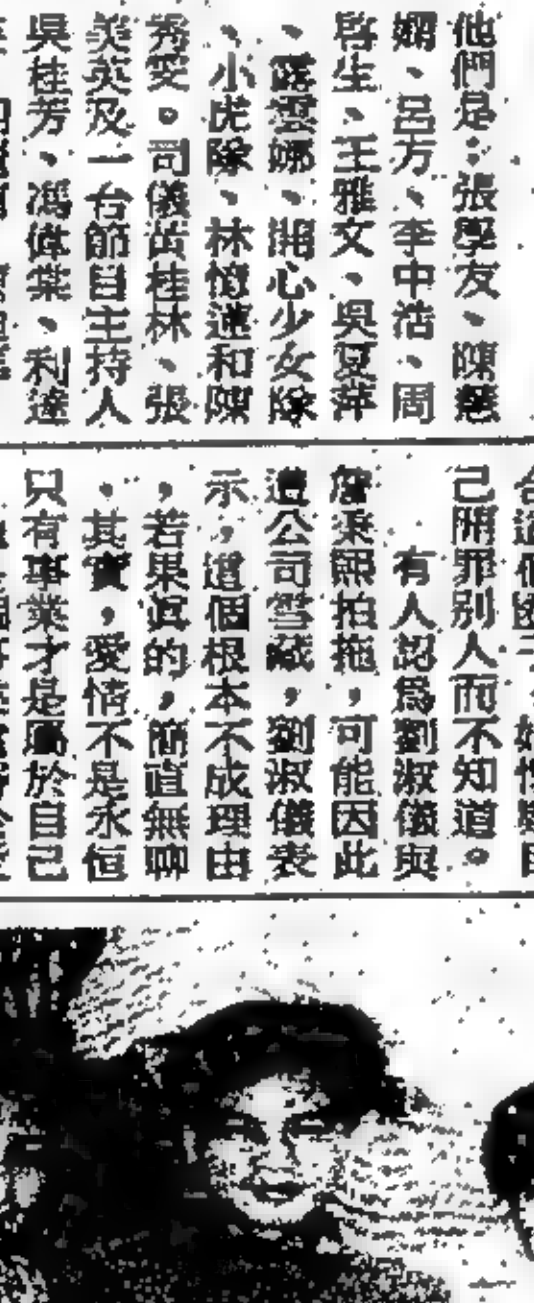 他們是：張學友、陳慧
嫻、呂方、李中浩、周
啓生、王雅文、吳夏萍
、露雲娜、開心少女隊
、小虎隊、林憶蓮和陳
秀雯。司儀黃桂林、張
美英及一台節目主持人
吳桂芳、馮偉棠、利達
己開罪別人而不知道。
有人認爲劉淑儀與
詹秉熙拍拖，可能因此
遭公司雪藏，劉淑儀表
示，這個根本不成理由
，若果眞的，簡直無聊
。其實，愛情不是永恒
只有事業才是屬於自己